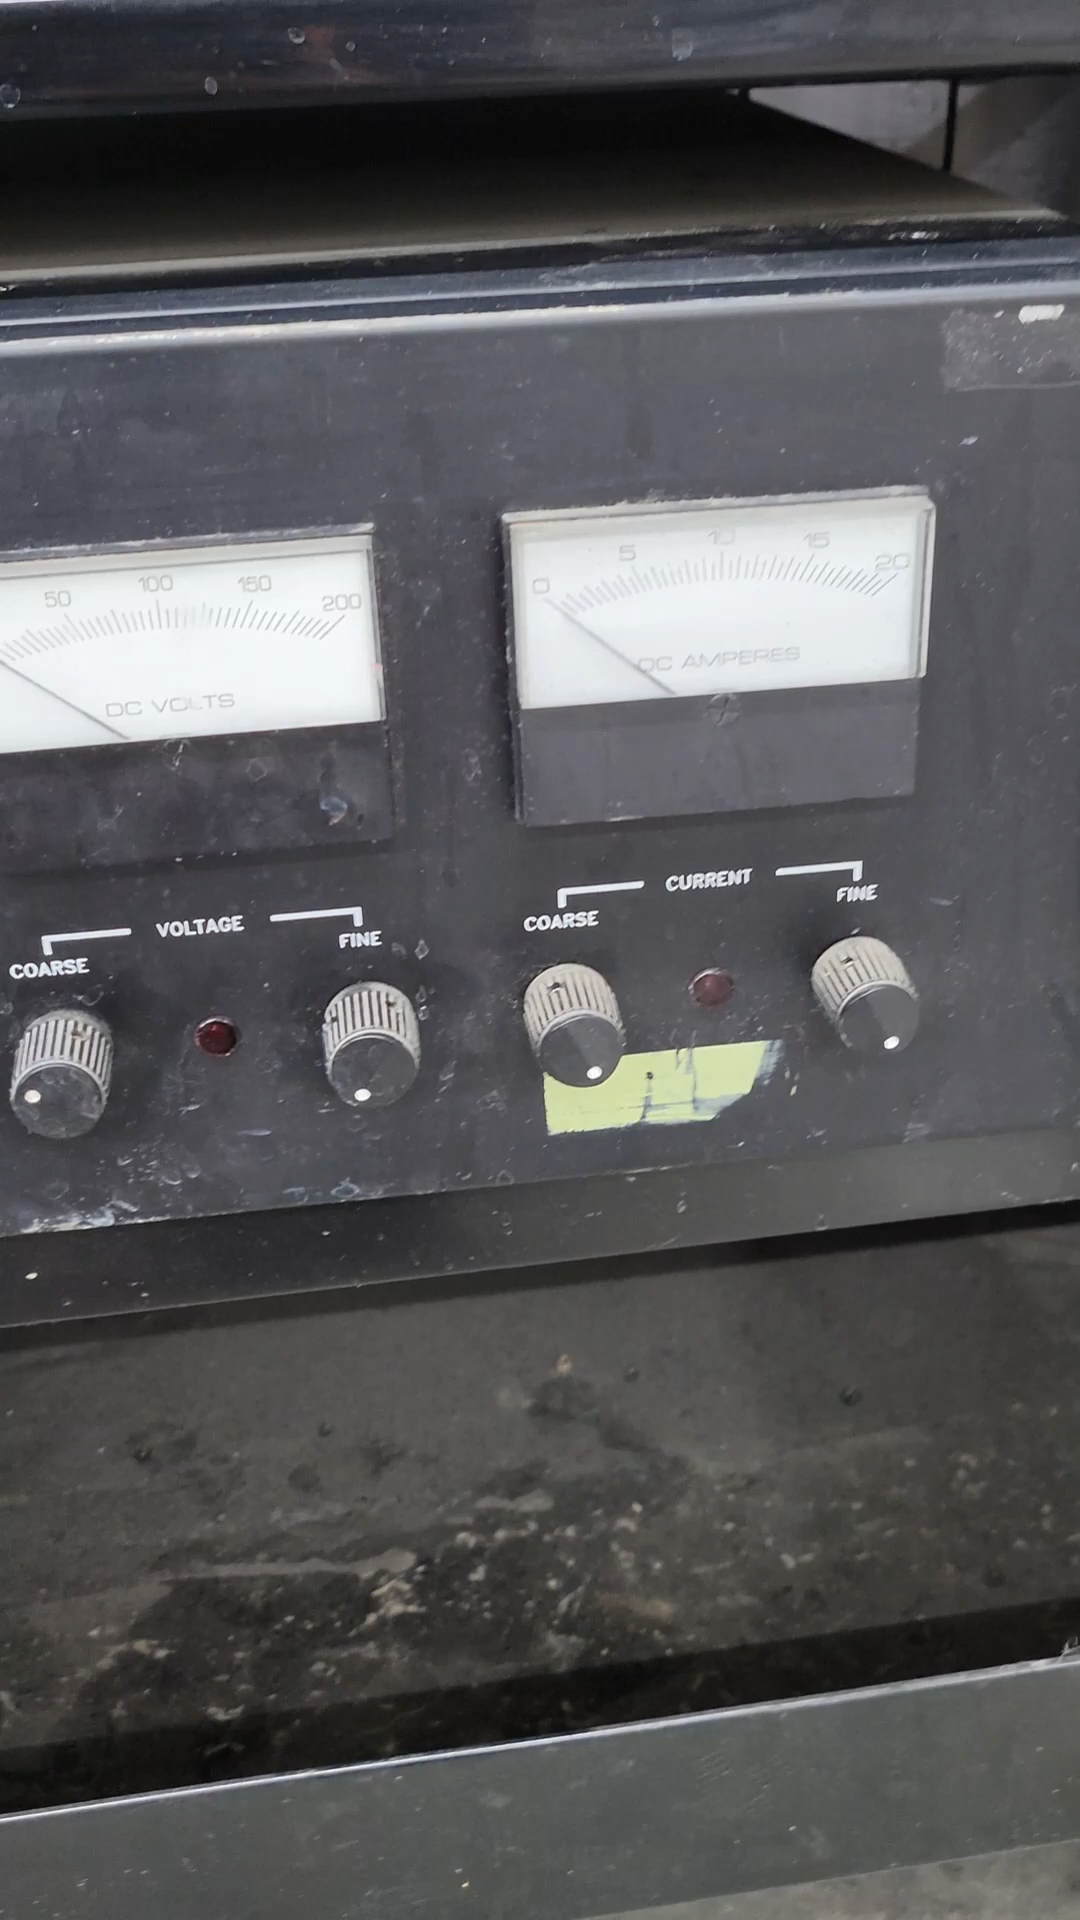 50 100 150 200
DC VOLTS
0 5 10 15 20
DC AMPERES
VOLTAGE
COARSE
FINE
CURRENT
COARSE
FINE